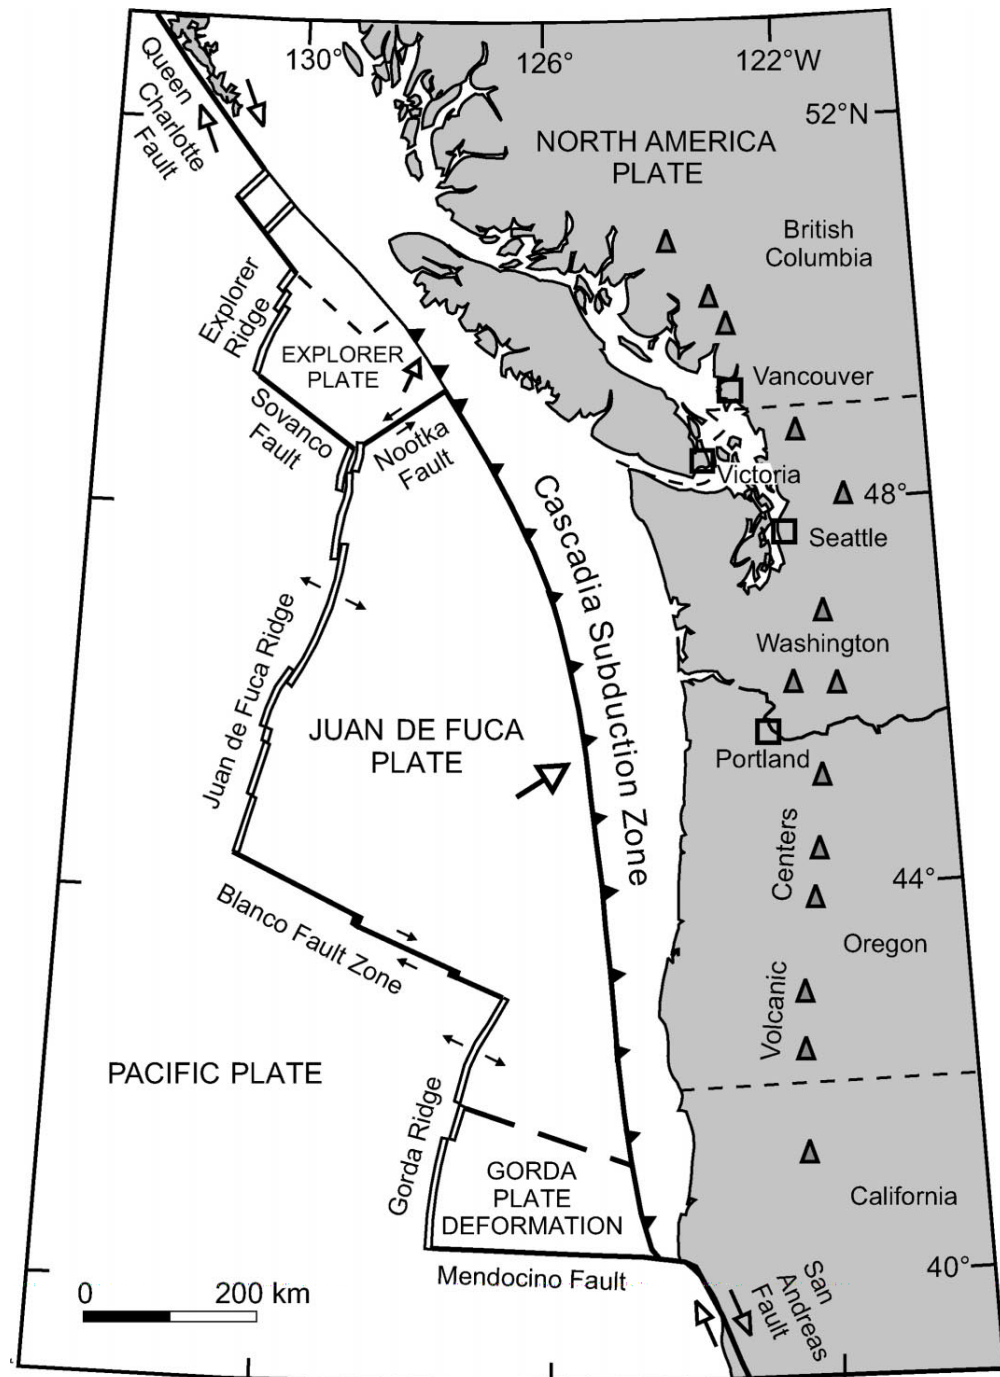 130°
126°
122°W
52°N
Queen
Charlotte
Fault
NORTH AMERICA
PLATE
British
Columbia
Explorer
Ridge
EXPLORER
PLATE
Vancouver
Sovanco
Fault
Nootka
Fault
Victoria
48°
Seattle
Cascadia Subduction Zone
Washington
Juan de Fuca Ridge
JUAN DE FUCA
PLATE
Portland
Volcanic Centers
44°
Blanco Fault Zone
Oregon
PACIFIC PLATE
Gorda Ridge
GORDA
PLATE
DEFORMATION
California
Mendocino Fault
40°
San
Andreas
Fault
0 200 km